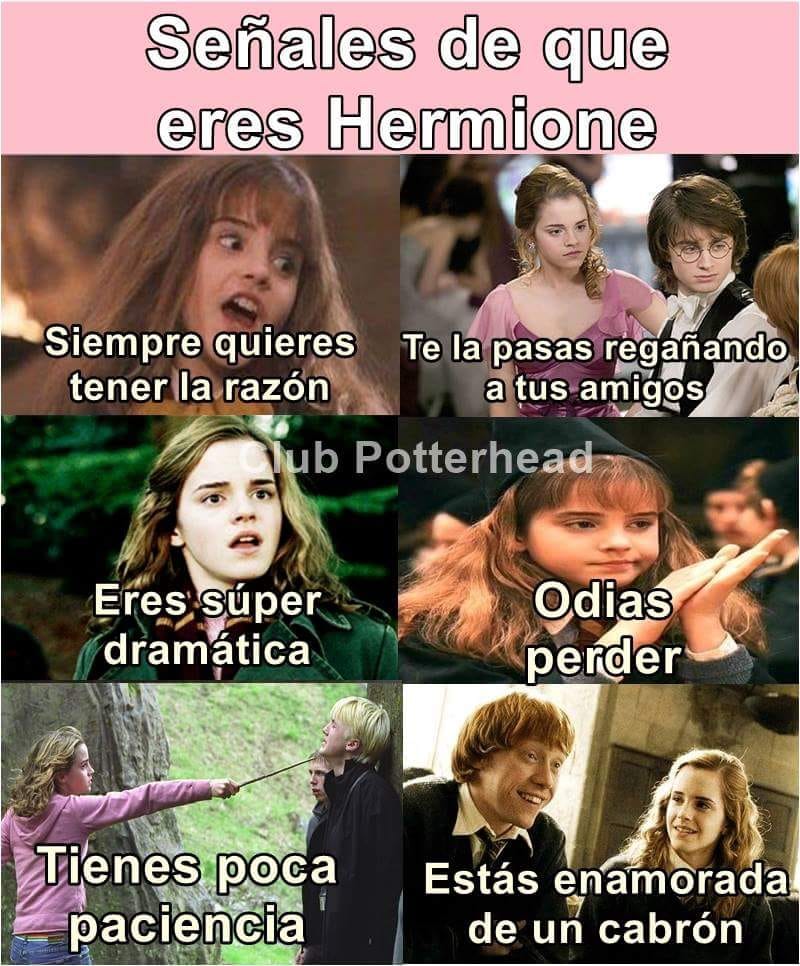 Señales de que
eres Hermione
Siempre quieres
tener la razón
Te la pasas regañando
a tus amigos
Club Potterhead
Eres súper
dramática
Odias
perder
Tienes poca
paciencia
Estás enamorada
de un cabrón